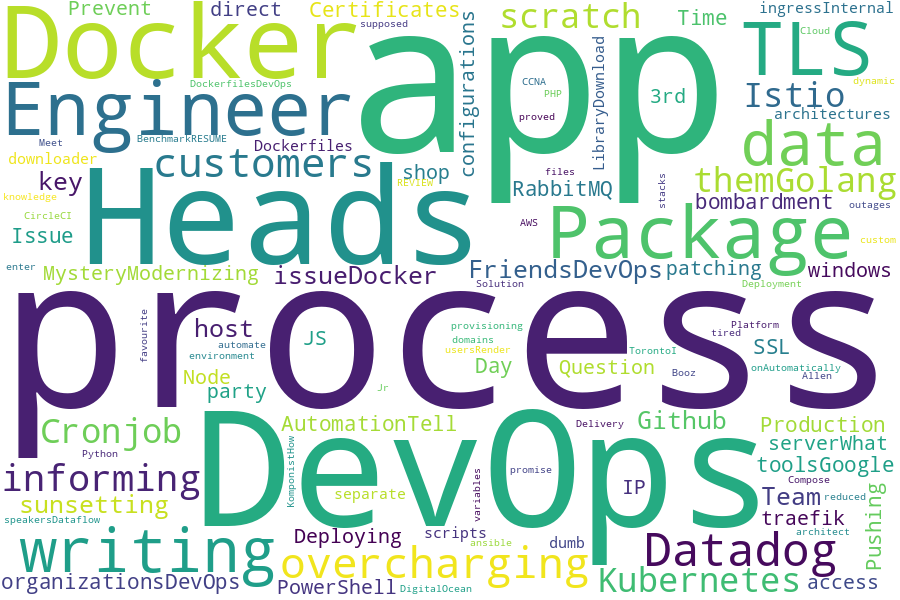 Prevent
direct
Certificates
supposed
scratch
Time
ingressInternal
Docker
app
TLS
Cloud
configurations
LibraryDownload
DockerfilesDevOps
CCNA
PHP
3rd
dynamic
Engineer
Istio
proved
architectures
BenchmarkRESUME
Meet
Dockerfiles
data
downloader
customers
shop
key
REViEW
RabbitMQ
themGolang
files
stacks
bombardment
outages
knowledge
Heads
CircleCI
AWS
Package
Issue
custom
enter
MysteryModernizing
issueDocker
FriendsDevOps
patching
windows
Solution
Deployment
process
favourite
host
JS
provisioning
Platform
tired
automate
domains
SSL
environment
usersRender
TorontoI
Node
Day
Question
Booz
onAutomatically
Allen
party
Jr
Cronjob
DevOps
AutomationTell
Delivery
Github
Production
Python
KomponistHow
serverWhat
informing
promise
toolsGoogle
variables
IP
separate
Team
Compose
reduced
sunsetting
Pushing
speakersDataflow
traefik
writing
Deploying
scripts
ansible
dumb
Datadog
architect
overcharging
organizationsDevOps
PowerShell
DigitalOcean
Kubernetes
access